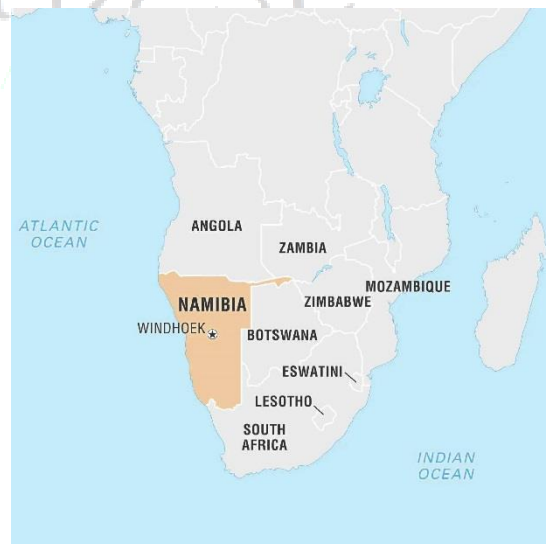 ATLANTIC
OCEAN
ANGOLA
ZAMBIA
MOZAMBIQUE
NAMIBIA
ZIMBABWE
WINDHOEK
BOTSWANA
ESWATINI
LESOTHO
SOUTH
AFRICA
INDIAN
OCEAN